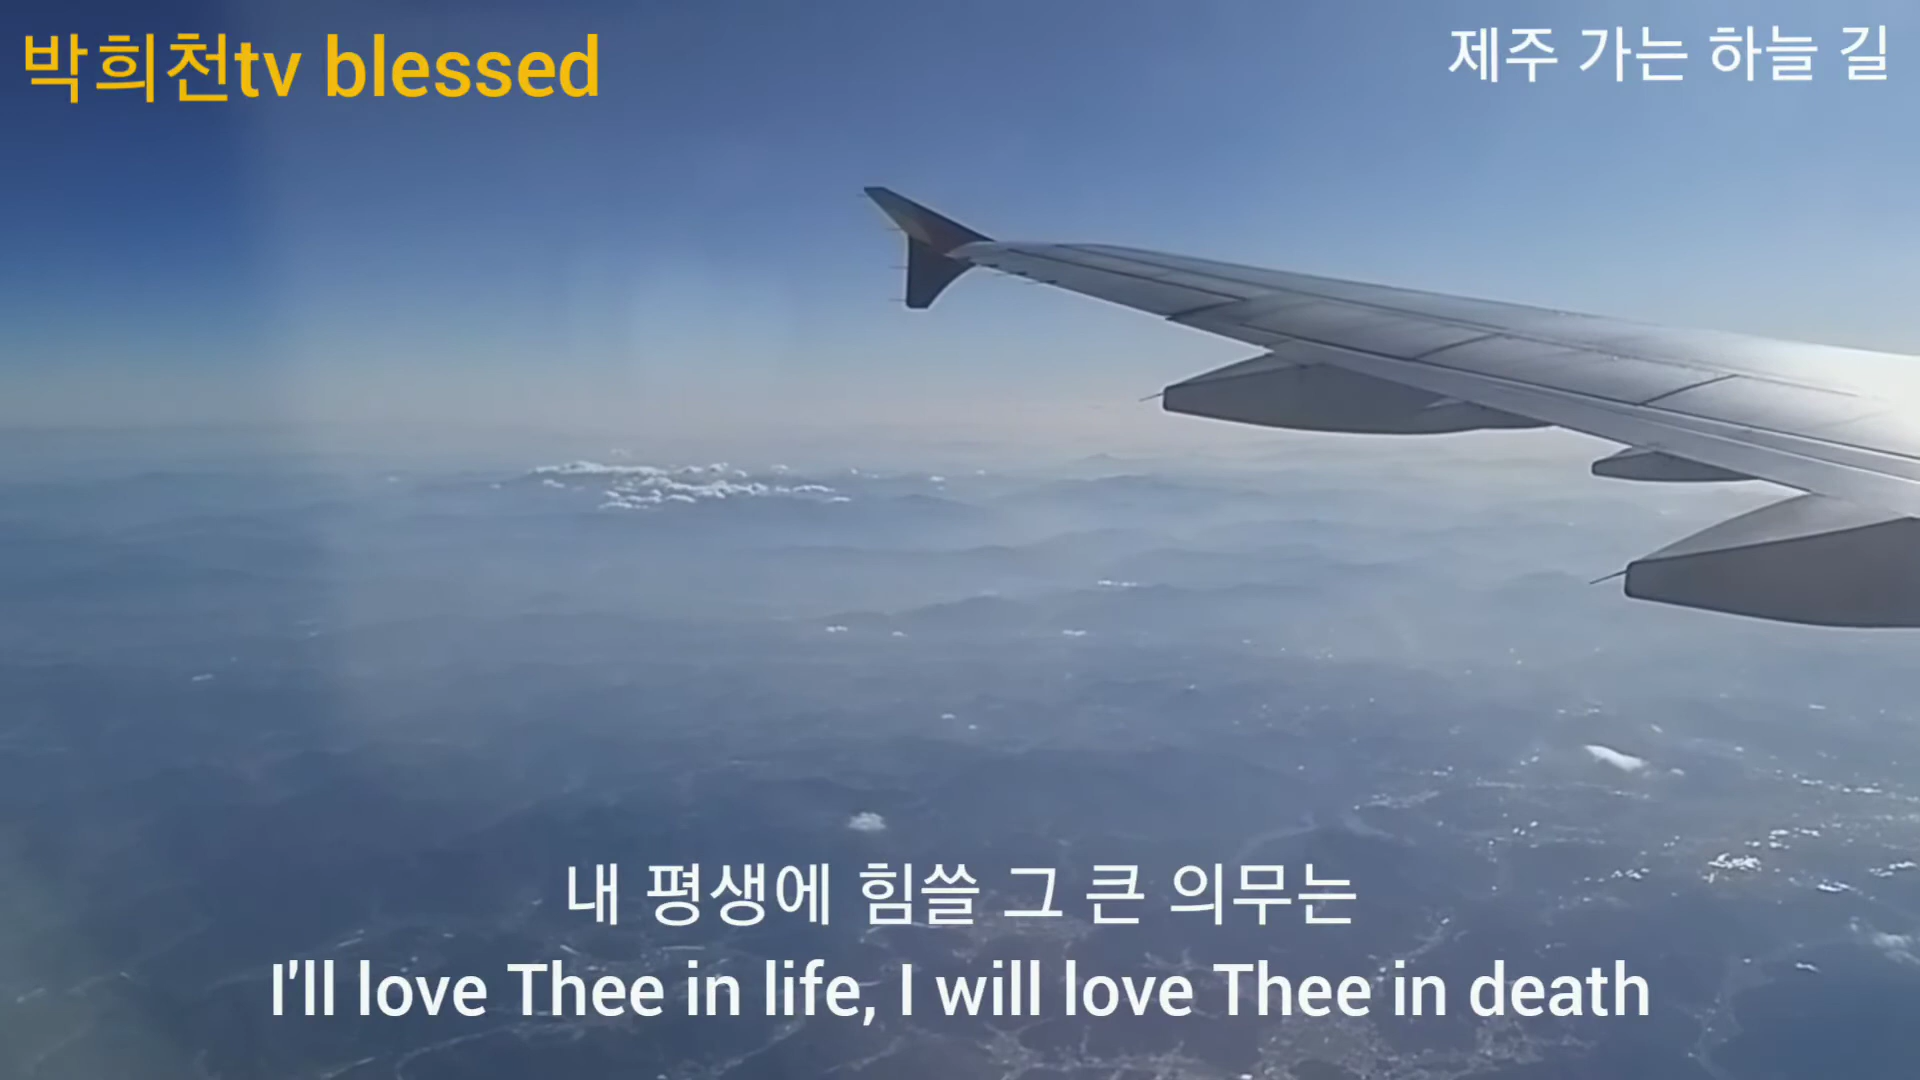 박희천tv blessed
제주 가는 하늘 길
내 평생에 힘쓸 그 큰 의무는
I'll love Thee in life, I will love Thee in death